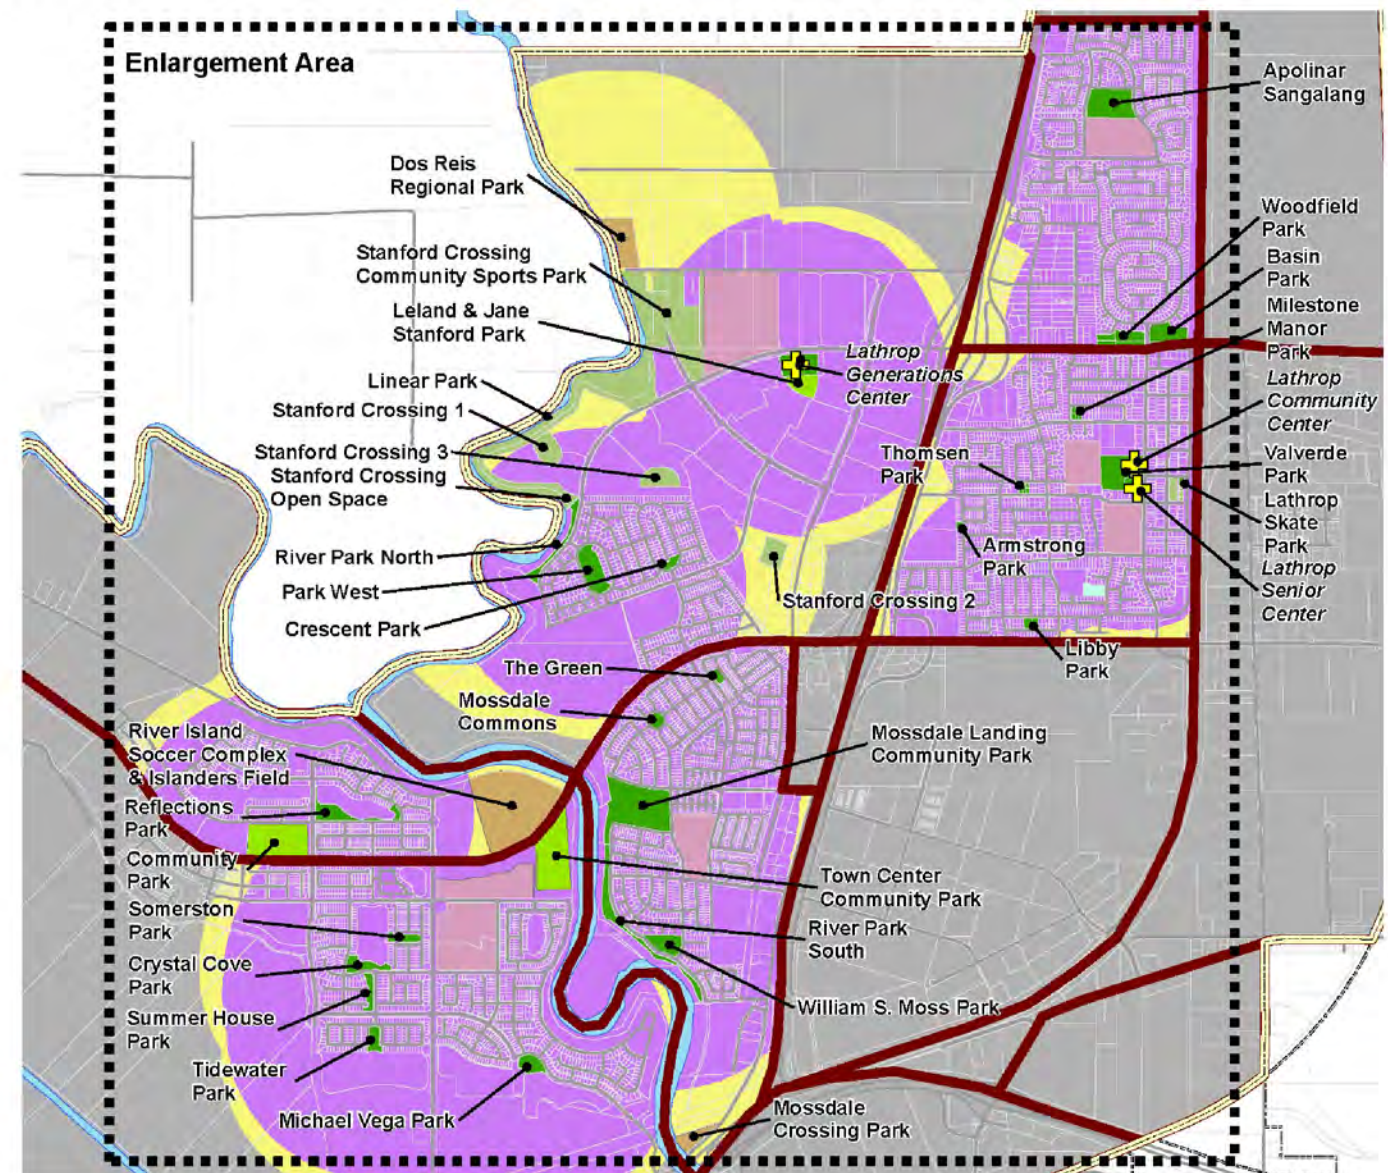 Enlargement Area
Apolinar
Sangalang
Dos Reis
Regional Park
Woodfield
Park
Stanford Crossing
Community Sports Park
Basin
Park
Leland & Jane
Stanford Park
Milestone
Manor
Park
Lathrop
Generations
Center
Linear Park
Lathrop
Community
Center
Stanford Crossing 1
Stanford Crossing 3
Thomsen
Park
Valverde
Park
Stanford Crossing
Open Space
Lathrop
Skate
Park
River Park North
Armstrong
Park
Lathrop
Senior
Center
Park West
Stanford Crossing 2
Crescent Park
Libby
Park
The Green
Mossdale
Commons
River Island
Soccer Complex
& Islanders Field
Mossdale Landing
Community Park
Reflections
Park
Community
Park
Town Center
Community Park
Somerston
Park
River Park
South
Crystal Cove
Park
William S. Moss Park
Summer House
Park
Tidewater
Park
Michael Vega Park
Mossdale
Crossing Park